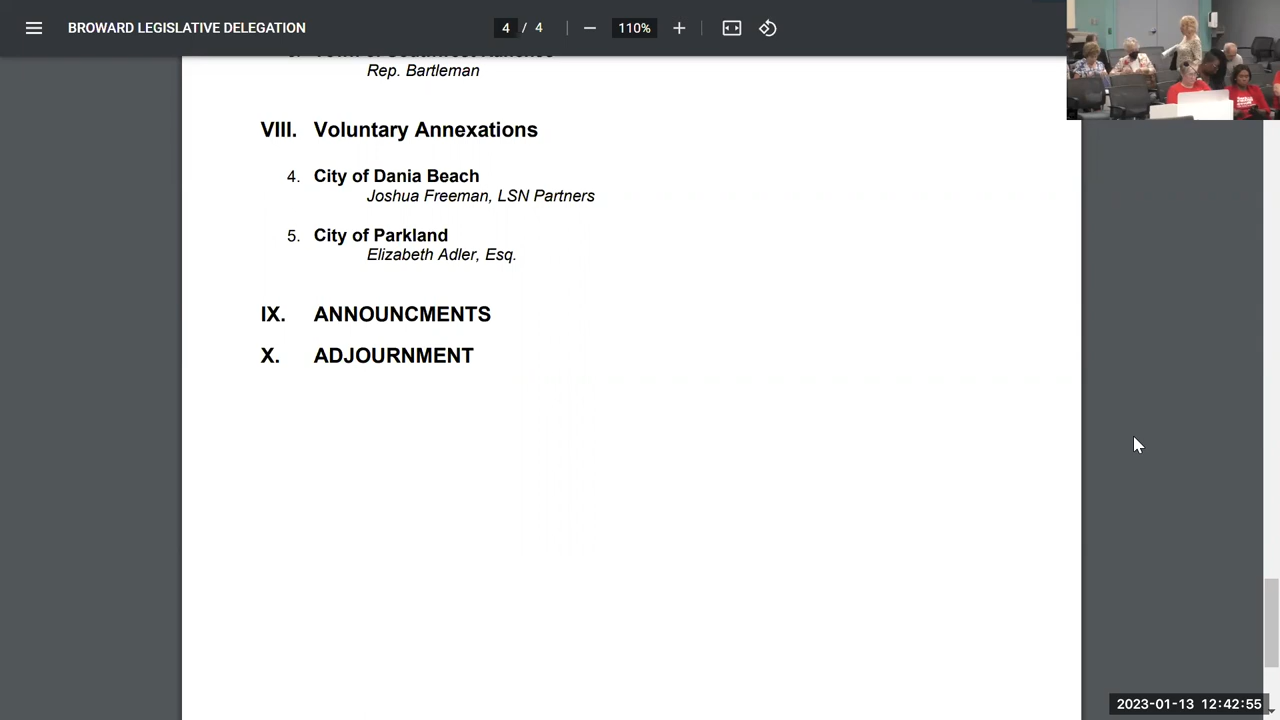 BROWARD LEGISLATIVE DELEGATION
4 / 4
110%
Rep. Bartleman
VIII. Voluntary Annexations
4. City of Dania Beach
Joshua Freeman, LSN Partners
5. City of Parkland
Elizabeth Adler, Esq.
IX. ANNOUNCMENTS
X. ADJOURNMENT
2023-01-13 12:42:55